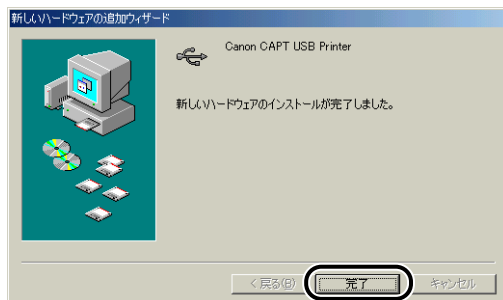 新しいハードウェアの追加ウィザード
Canon CAPT USB Printer
新しいハードウェアのインストールが完了しました。
< 戻る(B)
完了
キャンセル